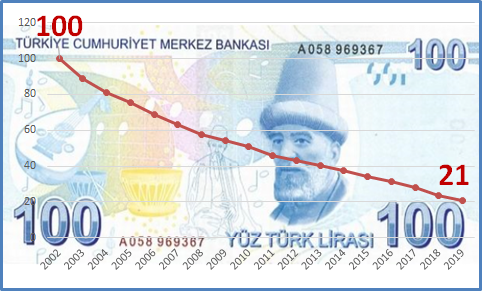 120
100
TÜRKİYE CUMHURİYET MERKEZ BANKASI
A058 969367
100
100
80
60
40
21
20
100
100
0
A058 969367
YÜZ TÜRK LİRASI
2002 2003 2004 2005 2006 2007 2008 2009 2010 2011 2012 2013 2014 2015 2016 2017 2018 2019